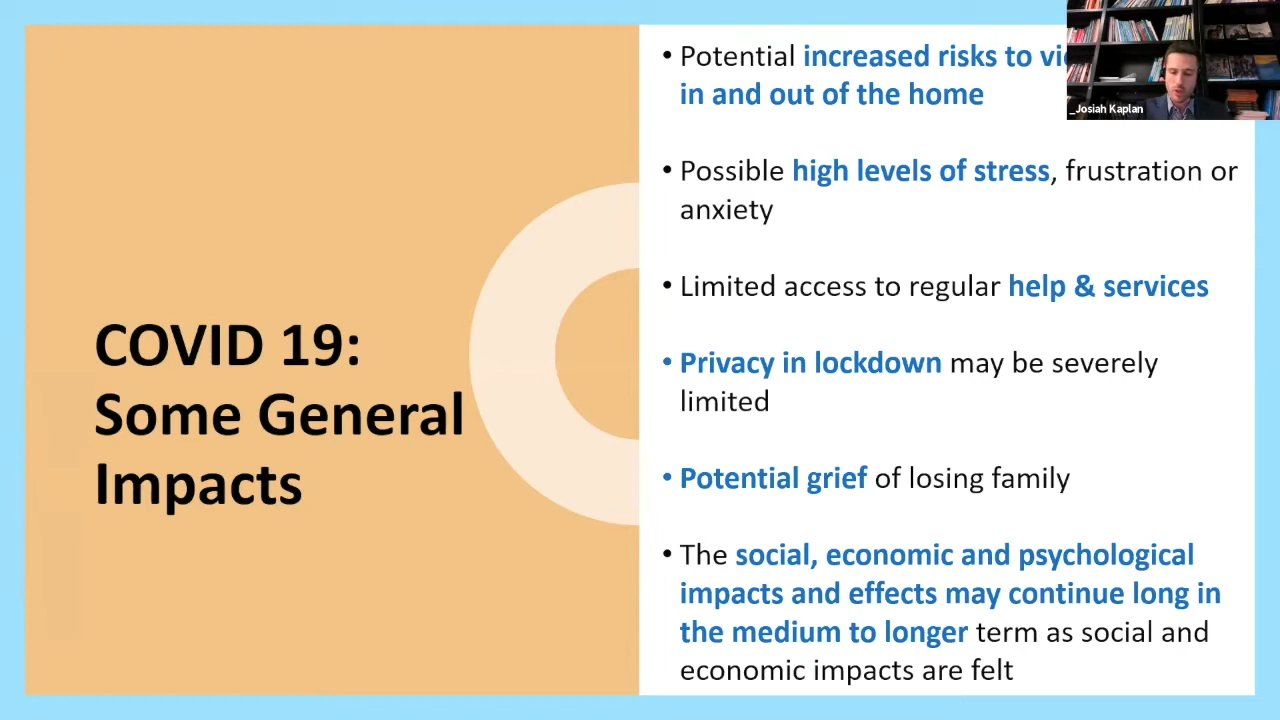 COVID 19:
Some General
Impacts
• Potential increased risks to
in and out of the home
• Possible high levels of stress, frustration or
anxiety
• Limited access to regular help & services
• Privacy in lockdown may be severely
limited
• Potential grief of losing family
• The social, economic and psychological
impacts and effects may continue long in
the medium to longer term as social and
economic impacts are felt
_Josiah Kaplan